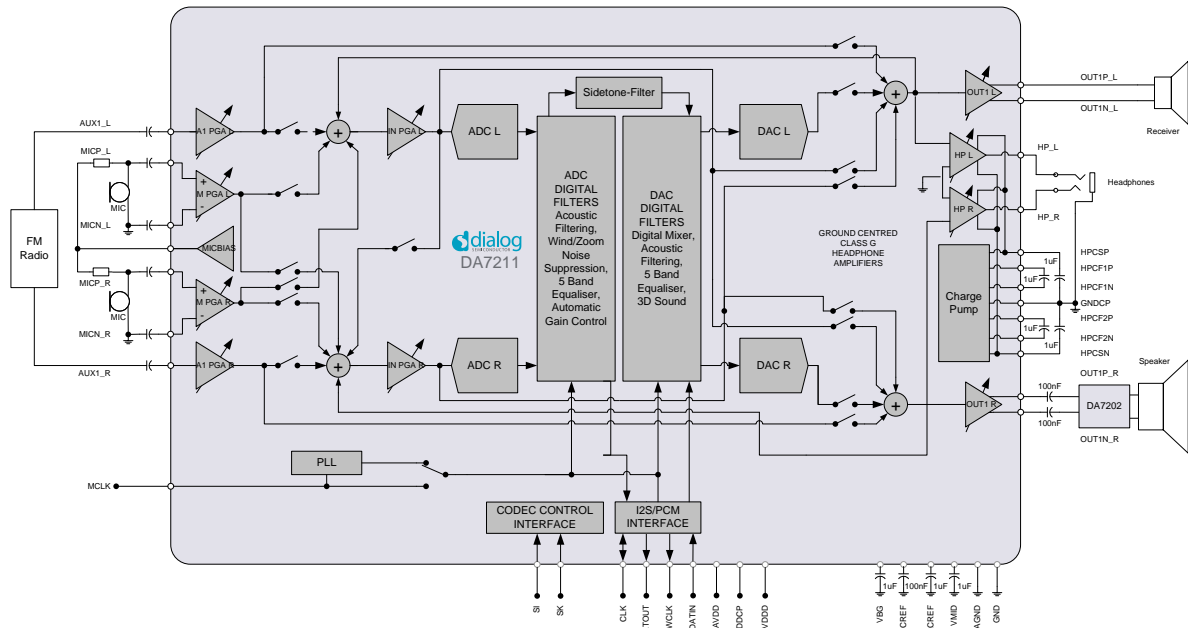 AUX1_L
MICP_L
MIC
MICN_L
FM
Radio
MICP_R
MIC
MICN_R
AUX1_R
MCLK
A1 PGA L
M PGA L
+
-
MICBIAS
M PGA R
+
-
A1 PGA R
+
+
IN PGA L
IN PGA R
ADC L
ADC R
Sidetone-Filter
dialog
SEMICONDUCTOR
DA7211
ADC
DIGITAL
FILTERS
Acoustic
Filtering,
Wind/Zoom
Noise
Suppression,
5 Band
Equaliser,
Automatic
Gain Control
DAC
DIGITAL
FILTERS
Digital Mixer,
Acoustic
Filtering,
5 Band
Equaliser,
3D Sound
DAC L
DAC R
+
+
GROUND CENTRED
CLASS G
HEADPHONE
AMPLIFIERS
OUT1 L
HP L
HP R
Charge
Pump
OUT1 R
PLL
CODEC CONTROL
INTERFACE
I2S/PCM
INTERFACE
OUT1P_L
OUT1N_L
Receiver
HP_L
Headphones
HP_R
HPCSP
1uF
HPCF1P
1uF
HPCF1N
GNDCP
HPCF2P
1uF
HPCF2N
1uF
HPCSN
Speaker
OUT1P_R
100nF
DA7202
100nF
OUT1N_R
1uF
100nF
1uF
1uF
SI
SK
CLK
TOUT
WCLK
DATIN
AVDD
DDCP
VDDD
VBG
CREF
CREF
VMID
AGND
GND